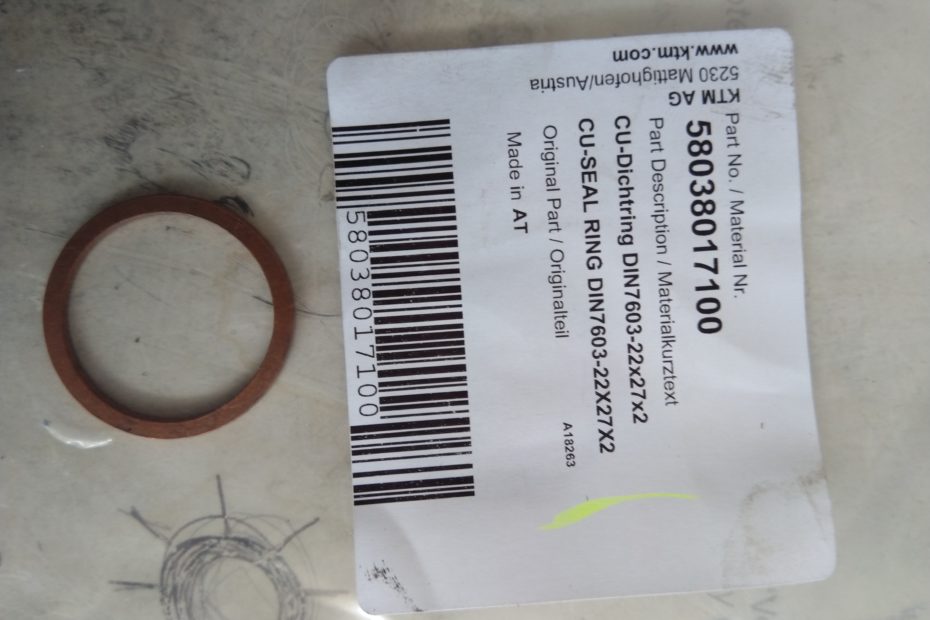 Part No. / Material Nr.
58038017100
Part Description / Materialkurztext
CU-Dichtring DIN7603-22x27x2
CU-SEAL RING DIN7603-22X27X2
Original Part / Originalteil
A18263
Made in AT
58038017100
KTM AG
5230 Mattighofen/Austria
www.ktm.com